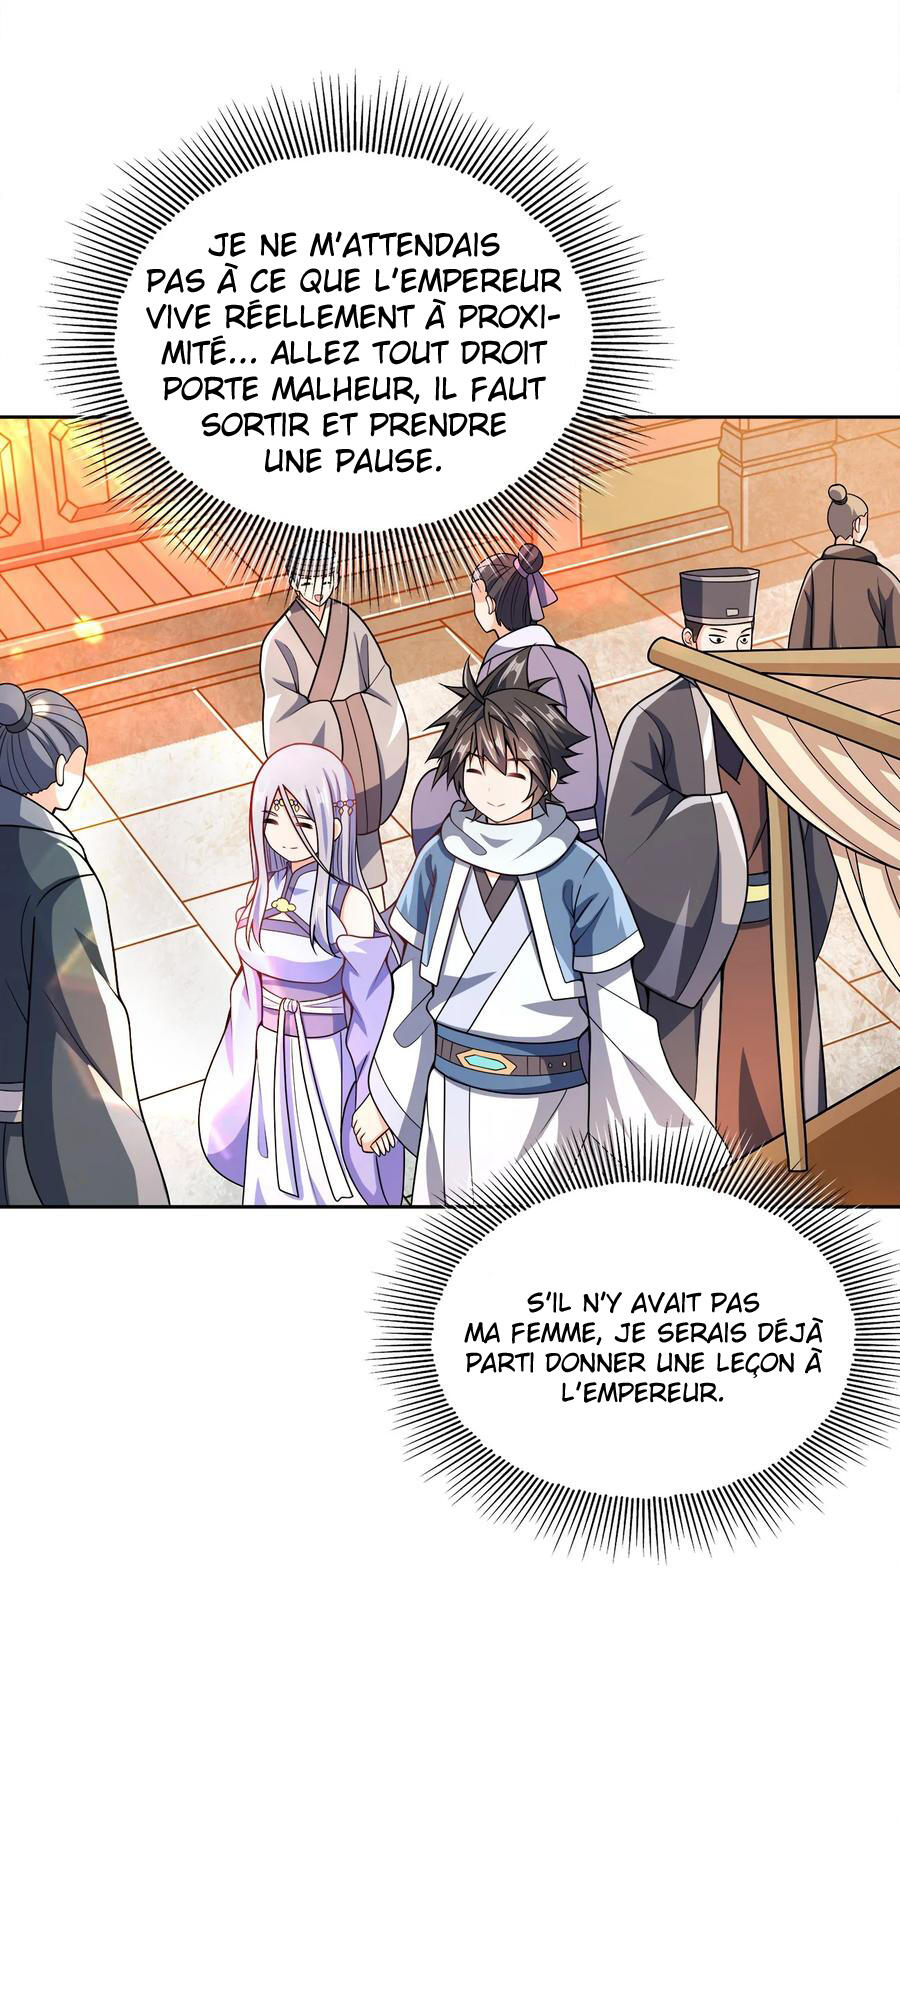 JE NE M'ATTENDAIS
PAS À CE QUE L'EMPEREUR
VIVE RÉELLEMENT À PROXI-
MITÉ... ALLEZ TOUT DROIT
PORTE MALHEUR, IL FAUT
SORTIR ET PRENDRE
UNE PAUSE.
S'IL N'Y AVAIT PAS
MA FEMME, JE SERAIS DÉJÀ
PARTI DONNER UNE LEÇON À
L'EMPEREUR.